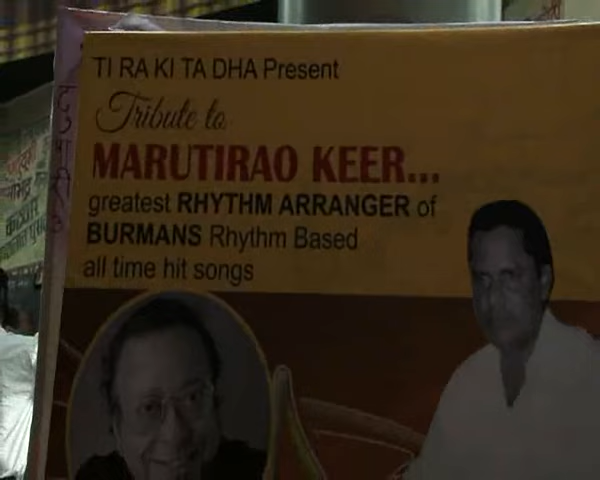 TI RA KI TA DHA Present
Tribute to
MARUTIRAO KEER...
greatest RHYTHM ARRANGER of
BURMANS Rhythm Based
all time hit songs